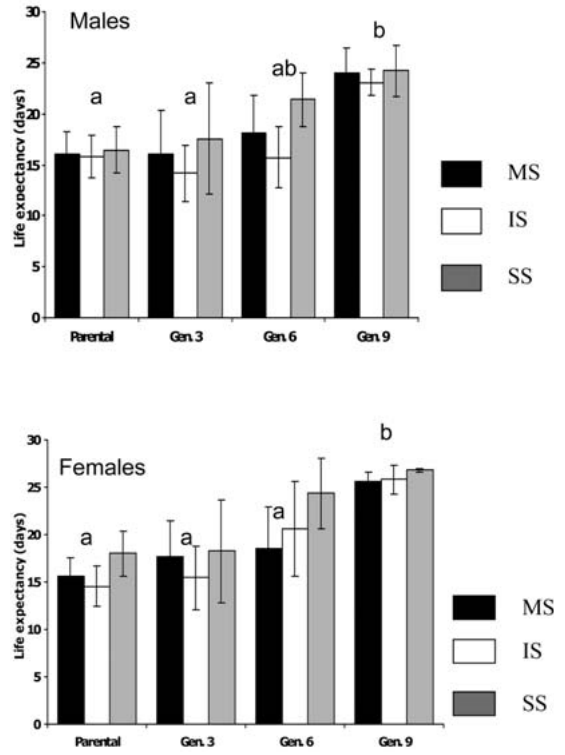 Males
30
25
20
15
10
5
0
Life expectancy (days)
a
a
ab
b
Parental
Gen. 3
Gen. 6
Gen. 9
MS
IS
SS
Females
30
25
20
15
10
5
0
Life expectancy (days)
a
a
a
b
Parental
Gen. 3
Gen. 6
Gen. 9
MS
IS
SS